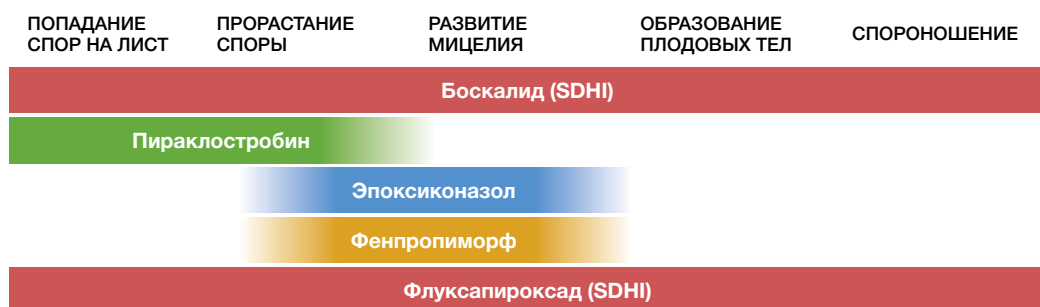 ПОПАДАНИЕ
СПОР НА ЛИСТ
ПРОРАСТАНИЕ
СПОРЫ
РАЗВИТИЕ
МИЦЕЛИЯ
ОБРАЗОВАНИЕ
ПЛОДОВЫХ ТЕЛ
СПОРОНОШЕНИЕ
Боскалид (SDHI)
Пираклостробин
Эпоксиконазол
Фенпропиморф
Флуксапироксад (SDHI)